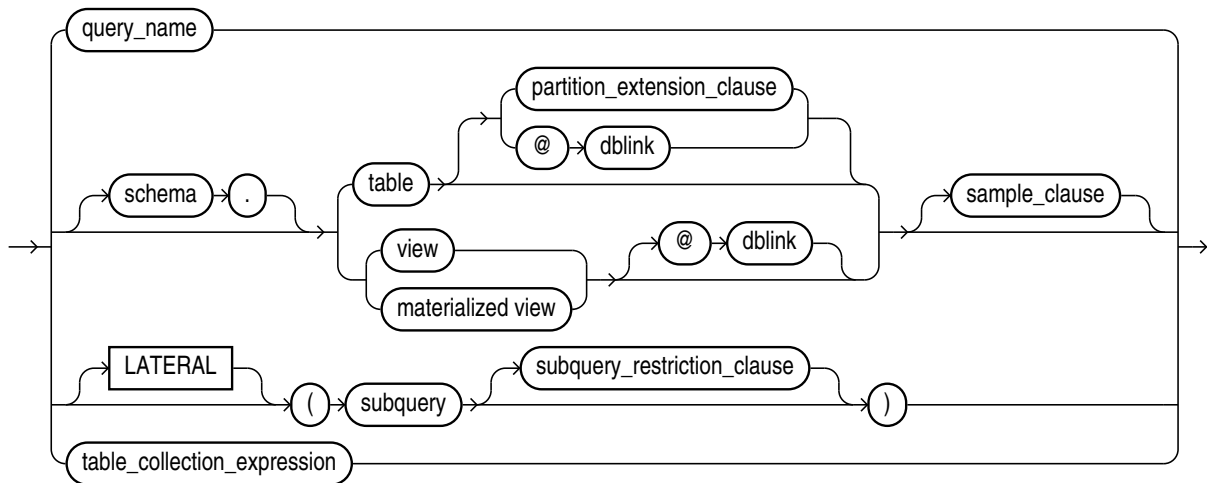 query_name
partition_extension_clause
@ dblink
table
schema . sample_clause
view @ dblink
materialized view
LATERAL subquery_restriction_clause
( subquery )
table_collection_expression